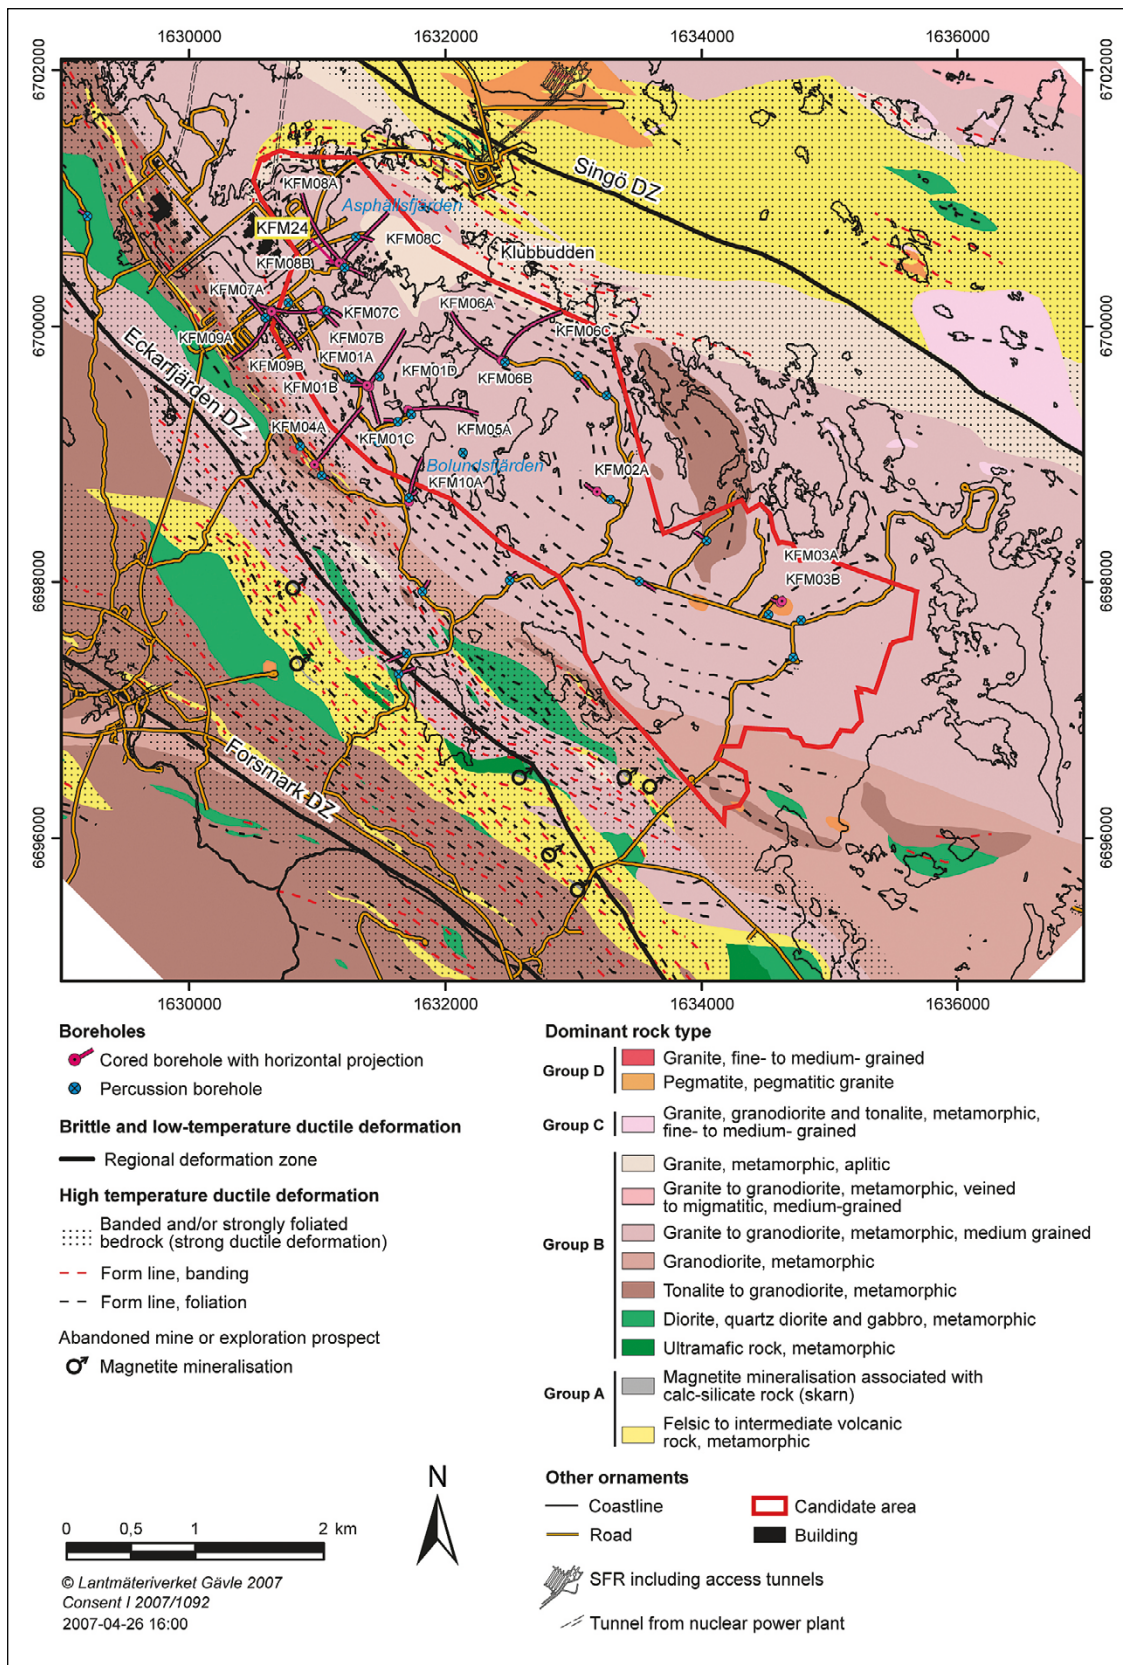 1630000 1632000 1634000 1636000
6702000 6702000
Singö DZ
KFM08A
Asphällsfjärden
KFM24
KFM08C
Klubbudden
KFM08B
KFM07A
KFM06A
KFM07C
6700000 6700000
KFM09A
KFM07B
KFM06C
Eckarfjärden DZ
KFM01A
KFM09B
KFM01D
KFM06B
KFM01B
KFM04A
KFM01C
KFM05A
Bolundsfjärden
KFM02A
KFM10A
KFM03A
KFM03B
6698000 6698000
Forsmark DZ
6696000 6696000
1630000 1632000 1634000 1636000
Boreholes
Cored borehole with horizontal projection
Percussion borehole
Brittle and low-temperature ductile deformation
Regional deformation zone
High temperature ductile deformation
Banded and/or strongly foliated
bedrock (strong ductile deformation)
Form line, banding
Form line, foliation
Abandoned mine or exploration prospect
Magnetite mineralisation
Dominant rock type
Group D
Granite, fine- to medium- grained
Pegmatite, pegmatitic granite
Group C
Granite, granodiorite and tonalite, metamorphic,
fine- to medium- grained
Group B
Granite, metamorphic, aplitic
Granite to granodiorite, metamorphic, veined
to migmatitic, medium-grained
Granite to granodiorite, metamorphic, medium grained
Granodiorite, metamorphic
Tonalite to granodiorite, metamorphic
Diorite, quartz diorite and gabbro, metamorphic
Ultramafic rock, metamorphic
Group A
Magnetite mineralisation associated with
calc-silicate rock (skarn)
Felsic to intermediate volcanic
rock, metamorphic
Other ornaments
Coastline
Candidate area
Road
Building
SFR including access tunnels
Tunnel from nuclear power plant
N
0 0,5 1 2 km
© Lantmäteriverket Gävle 2007
Consent I 2007/1092
2007-04-26 16:00